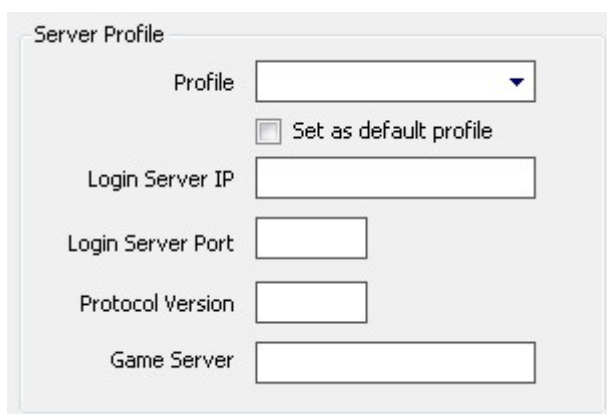 Server Profile
Profile
Set as default profile
Login Server IP
Login Server Port
Protocol Version
Game Server